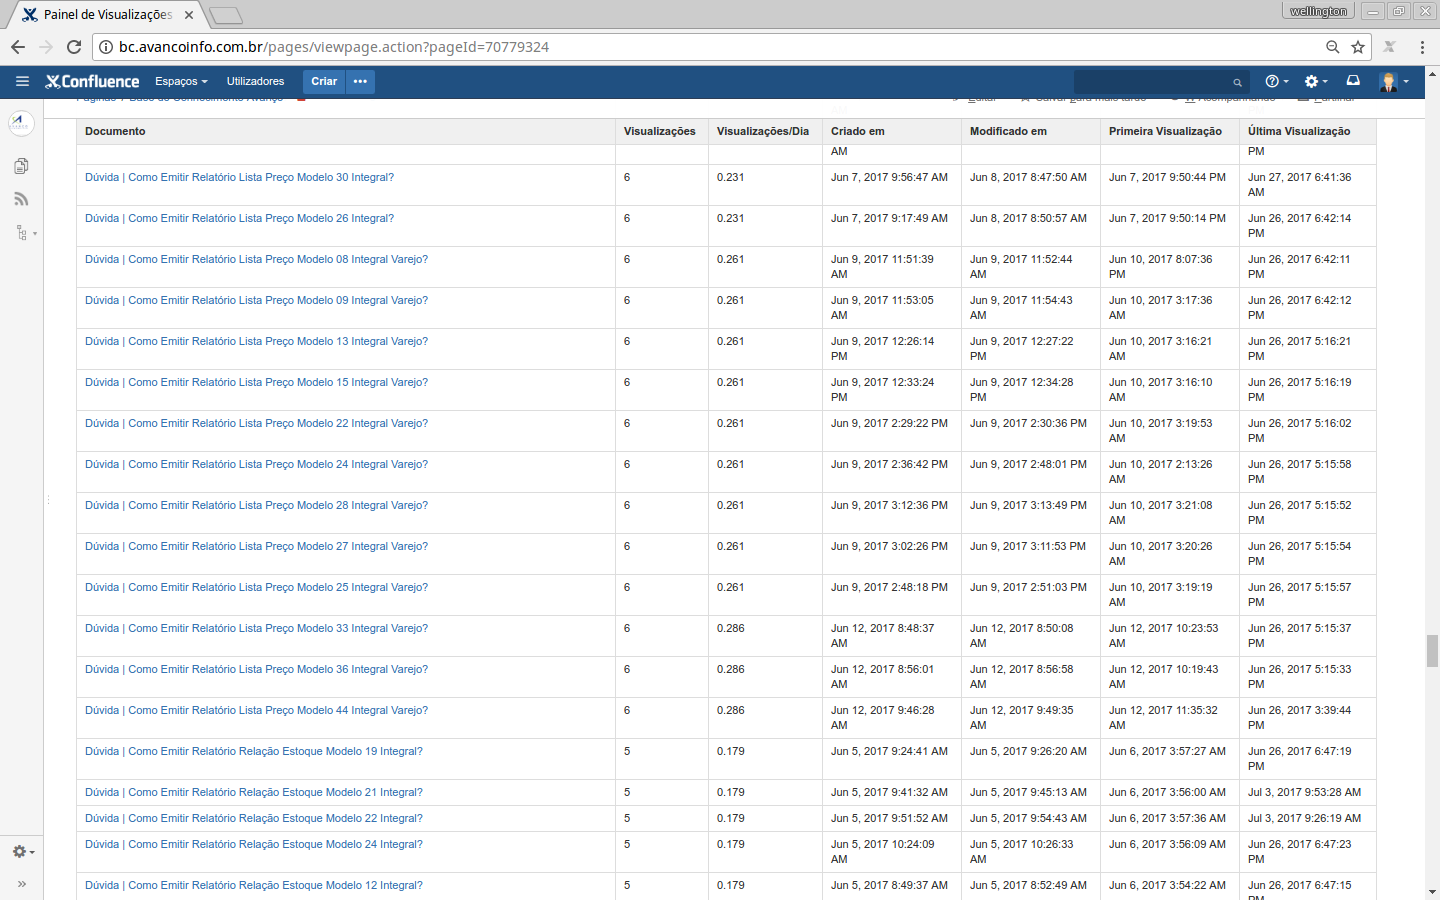 Painel de Visualizações
wellington
bc.avancoinfo.com.br/pages/viewpage.action?pageId=70779324
Confluence Espaços Utilizadores Criar
Documento Visualizações Visualizações/Dia Criado em Modificado em Primeira Visualização Última Visualização
AM PM
Dúvida | Como Emitir Relatório Lista Preço Modelo 30 Integral? 6 0.231 Jun 7, 2017 9:56:47 AM Jun 8, 2017 8:47:50 AM Jun 7, 2017 9:50:44 PM Jun 27, 2017 6:41:36
AM
Dúvida | Como Emitir Relatório Lista Preço Modelo 26 Integral? 6 0.231 Jun 7, 2017 9:17:49 AM Jun 8, 2017 8:50:57 AM Jun 7, 2017 9:50:14 PM Jun 26, 2017 6:42:14
PM
Dúvida | Como Emitir Relatório Lista Preço Modelo 08 Integral Varejo? 6 0.261 Jun 9, 2017 11:51:39 Jun 9, 2017 11:52:44 Jun 10, 2017 8:07:36 Jun 26, 2017 6:42:11
AM AM PM PM
Dúvida | Como Emitir Relatório Lista Preço Modelo 09 Integral Varejo? 6 0.261 Jun 9, 2017 11:53:05 Jun 9, 2017 11:54:43 Jun 10, 2017 3:17:36 Jun 26, 2017 6:42:12
AM AM AM PM
Dúvida | Como Emitir Relatório Lista Preço Modelo 13 Integral Varejo? 6 0.261 Jun 9, 2017 12:26:14 Jun 9, 2017 12:27:22 Jun 10, 2017 3:16:21 Jun 26, 2017 5:16:21
PM PM AM PM
Dúvida | Como Emitir Relatório Lista Preço Modelo 15 Integral Varejo? 6 0.261 Jun 9, 2017 12:33:24 Jun 9, 2017 12:34:28 Jun 10, 2017 3:16:10 Jun 26, 2017 5:16:19
PM PM AM PM
Dúvida | Como Emitir Relatório Lista Preço Modelo 22 Integral Varejo? 6 0.261 Jun 9, 2017 2:29:22 PM Jun 9, 2017 2:30:36 PM Jun 10, 2017 3:19:53 Jun 26, 2017 5:16:02
AM PM
Dúvida | Como Emitir Relatório Lista Preço Modelo 24 Integral Varejo? 6 0.261 Jun 9, 2017 2:36:42 PM Jun 9, 2017 2:48:01 PM Jun 10, 2017 2:13:26 Jun 26, 2017 5:15:58
AM PM
Dúvida | Como Emitir Relatório Lista Preço Modelo 28 Integral Varejo? 6 0.261 Jun 9, 2017 3:12:36 PM Jun 9, 2017 3:13:49 PM Jun 10, 2017 3:21:08 Jun 26, 2017 5:15:52
AM PM
Dúvida | Como Emitir Relatório Lista Preço Modelo 27 Integral Varejo? 6 0.261 Jun 9, 2017 3:02:26 PM Jun 9, 2017 3:11:53 PM Jun 10, 2017 3:20:26 Jun 26, 2017 5:15:54
AM PM
Dúvida | Como Emitir Relatório Lista Preço Modelo 25 Integral Varejo? 6 0.261 Jun 9, 2017 2:48:18 PM Jun 9, 2017 2:51:03 PM Jun 10, 2017 3:19:19 Jun 26, 2017 5:15:57
AM PM
Dúvida | Como Emitir Relatório Lista Preço Modelo 33 Integral Varejo? 6 0.286 Jun 12, 2017 8:48:37 Jun 12, 2017 8:50:08 Jun 12, 2017 10:23:53 Jun 26, 2017 5:15:37
AM AM AM PM
Dúvida | Como Emitir Relatório Lista Preço Modelo 36 Integral Varejo? 6 0.286 Jun 12, 2017 8:56:01 Jun 12, 2017 8:56:58 Jun 12, 2017 10:19:43 Jun 26, 2017 5:15:33
AM AM AM PM
Dúvida | Como Emitir Relatório Lista Preço Modelo 44 Integral Varejo? 6 0.286 Jun 12, 2017 9:46:28 Jun 12, 2017 9:49:35 Jun 12, 2017 11:35:32 Jun 26, 2017 3:39:44
AM AM AM PM
Dúvida | Como Emitir Relatório Relação Estoque Modelo 19 Integral? 5 0.179 Jun 5, 2017 9:24:41 AM Jun 5, 2017 9:26:20 AM Jun 6, 2017 3:57:27 AM Jun 26, 2017 6:47:19
PM
Dúvida | Como Emitir Relatório Relação Estoque Modelo 21 Integral? 5 0.179 Jun 5, 2017 9:41:32 AM Jun 5, 2017 9:45:13 AM Jun 6, 2017 3:56:00 AM Jul 3, 2017 9:53:28 AM
Dúvida | Como Emitir Relatório Relação Estoque Modelo 22 Integral? 5 0.179 Jun 5, 2017 9:51:52 AM Jun 5, 2017 9:54:43 AM Jun 6, 2017 3:57:36 AM Jul 3, 2017 9:26:19 AM
Dúvida | Como Emitir Relatório Relação Estoque Modelo 24 Integral? 5 0.179 Jun 5, 2017 10:24:09 Jun 5, 2017 10:26:33 Jun 6, 2017 3:56:09 AM Jun 26, 2017 6:47:23
AM AM PM
Dúvida | Como Emitir Relatório Relação Estoque Modelo 12 Integral? 5 0.179 Jun 5, 2017 8:49:37 AM Jun 5, 2017 8:52:49 AM Jun 6, 2017 3:54:22 AM Jun 26, 2017 6:47:15